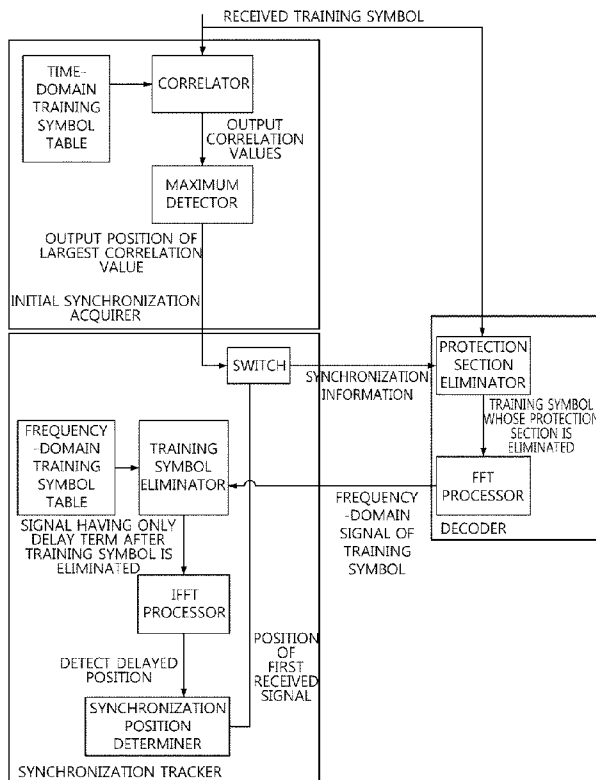 RECEIVED TRAINING SYMBOL
TIME-
DOMAIN
TRAINING
SYMBOL
TABLE
CORRELATOR
OUTPUT
CORRELATION
VALUES
MAXIMUM
DETECTOR
OUTPUT POSITION OF
LARGEST CORRELATION
VALUE
INITIAL SYNCHRONIZATION
ACQUIRER
SWITCH
SYNCHRONIZATION
INFORMATION
PROTECTION
SECTION
ELIMINATOR
TRAINING SYMBOL
WHOSE PROTECTION
SECTION IS
ELIMINATED
FFT
PROCESSOR
DECODER
FREQUENCY
-DOMAIN
TRAINING
SYMBOL
TABLE
TRAINING
SYMBOL
ELIMINATOR
FREQUENCY
-DOMAIN
SIGNAL OF
TRAINING
SYMBOL
SIGNAL HAVING ONLY
DELAY TERM AFTER
TRAINING SYMBOL IS
ELIMINATED
IFFT
PROCESSOR
DETECT DELAYED
POSITION
POSITION
OF
FIRST
RECEIVED
SIGNAL
SYNCHRONIZATION
POSITION
DETERMINER
SYNCHRONIZATION TRACKER